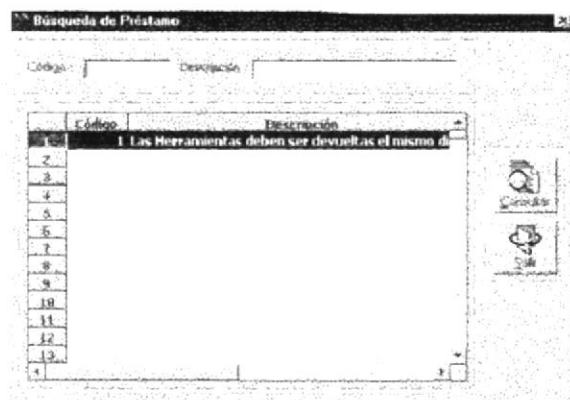 Búsqueda de Préstamo
Código
Descripción
Código Descripción
1 1 Las Herramientas deben ser devueltas el mismo di
2
3
4
5
6
7
8
9
10
11
12
13
Consultar
Salir